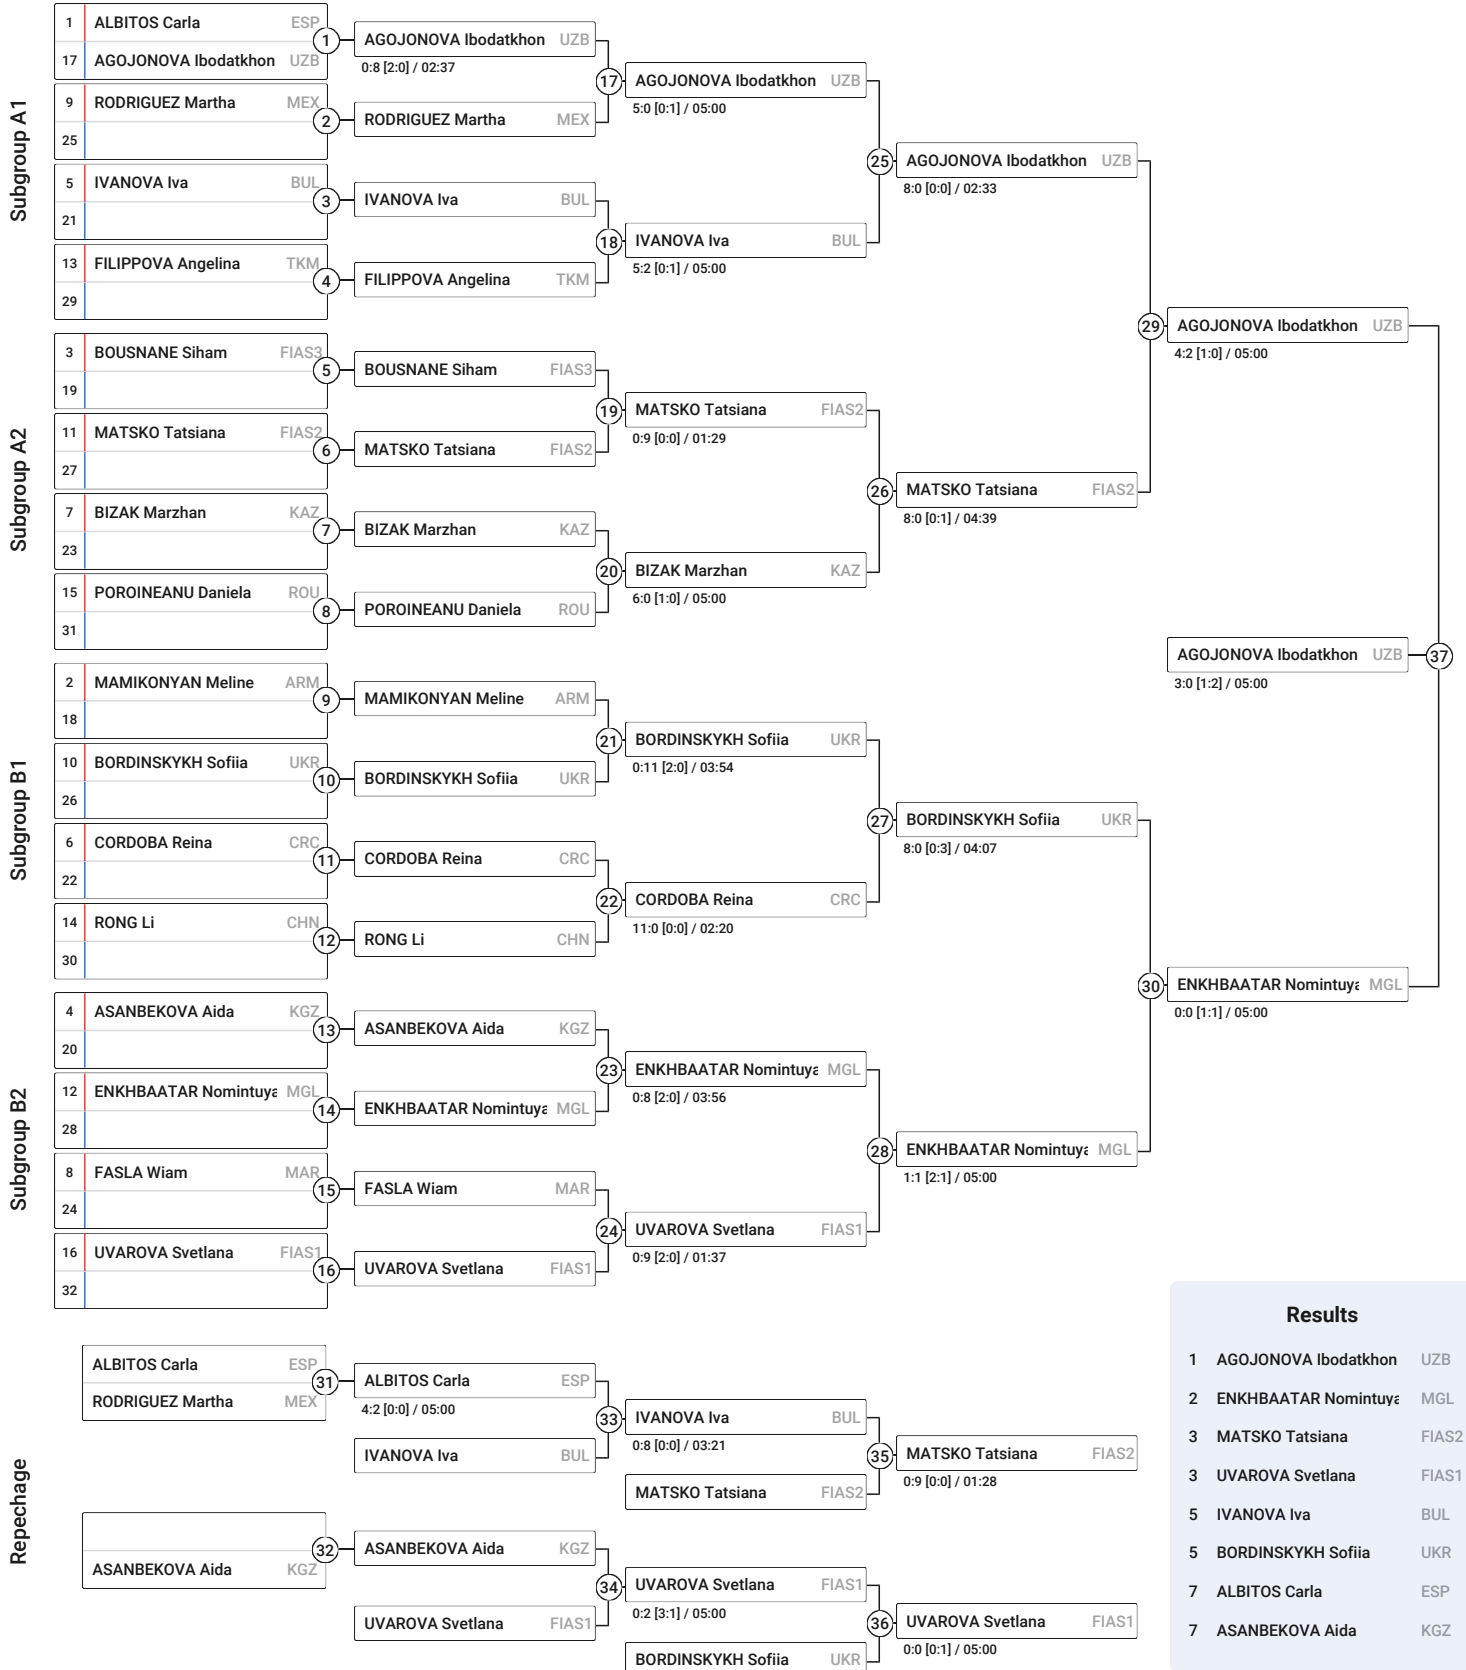 Subgroup A1
1 ALBITOS Carla ESP
17 AGOJONOVA Ibodatkhon UZB
1
9 RODRIGUEZ Martha MEX
25
2
5 IVANOVA Iva BUL
21
3
13 FILIPPOVA Angelina TKM
29
4
AGOJONOVA Ibodatkhon UZB
0:8 [2:0] / 02:37
RODRIGUEZ Martha MEX
17
IVANOVA Iva BUL
FILIPPOVA Angelina TKM
18
AGOJONOVA Ibodatkhon UZB
5:0 [0:1] / 05:00
IVANOVA Iva BUL
5:2 [0:1] / 05:00
25
AGOJONOVA Ibodatkhon UZB
8:0 [0:0] / 02:33
Subgroup A2
3 BOUSNANE Siham FIAS3
19
5
11 MATSKO Tatsiana FIAS2
27
6
7 BIZAK Marzhan KAZ
23
7
15 POROINEANU Daniela ROU
31
8
BOUSNANE Siham FIAS3
MATSKO Tatsiana FIAS2
19
BIZAK Marzhan KAZ
POROINEANU Daniela ROU
20
MATSKO Tatsiana FIAS2
0:9 [0:0] / 01:29
BIZAK Marzhan KAZ
6:0 [1:0] / 05:00
26
MATSKO Tatsiana FIAS2
8:0 [0:1] / 04:39
29
AGOJONOVA Ibodatkhon UZB
4:2 [1:0] / 05:00
Subgroup B1
2 MAMIKONYAN Meline ARM
18
9
10 BORDINSKYKH Sofiia UKR
26
10
6 CORDOBA Reina CRC
22
11
14 RONG Li CHN
30
12
MAMIKONYAN Meline ARM
BORDINSKYKH Sofiia UKR
21
CORDOBA Reina CRC
RONG Li CHN
22
BORDINSKYKH Sofiia UKR
0:11 [2:0] / 03:54
CORDOBA Reina CRC
11:0 [0:0] / 02:20
27
BORDINSKYKH Sofiia UKR
8:0 [0:3] / 04:07
Subgroup B2
4 ASANBEKOVA Aida KGZ
20
13
12 ENKHBAATAR Nomintuya MGL
28
14
8 FASLA Wiam MAR
24
15
16 UVAROVA Svetlana FIAS1
32
16
ASANBEKOVA Aida KGZ
ENKHBAATAR Nomintuya MGL
23
FASLA Wiam MAR
UVAROVA Svetlana FIAS1
24
ENKHBAATAR Nomintuya MGL
0:8 [2:0] / 03:56
UVAROVA Svetlana FIAS1
0:9 [2:0] / 01:37
28
ENKHBAATAR Nomintuya MGL
1:1 [2:1] / 05:00
30
ENKHBAATAR Nomintuya MGL
0:0 [1:1] / 05:00
AGOJONOVA Ibodatkhon UZB
3:0 [1:2] / 05:00
37
Repechage
ALBITOS Carla ESP
RODRIGUEZ Martha MEX
31
ALBITOS Carla ESP
4:2 [0:0] / 05:00
IVANOVA Iva BUL
33
IVANOVA Iva BUL
0:8 [0:0] / 03:21
MATSKO Tatsiana FIAS2
35
MATSKO Tatsiana FIAS2
0:9 [0:0] / 01:28
ASANBEKOVA Aida KGZ
32
ASANBEKOVA Aida KGZ
UVAROVA Svetlana FIAS1
34
UVAROVA Svetlana FIAS1
0:2 [3:1] / 05:00
BORDINSKYKH Sofiia UKR
36
UVAROVA Svetlana FIAS1
0:0 [0:1] / 05:00
Results
1 AGOJONOVA Ibodatkhon UZB
2 ENKHBAATAR Nomintuya MGL
3 MATSKO Tatsiana FIAS2
3 UVAROVA Svetlana FIAS1
5 IVANOVA Iva BUL
5 BORDINSKYKH Sofiia UKR
7 ALBITOS Carla ESP
7 ASANBEKOVA Aida KGZ